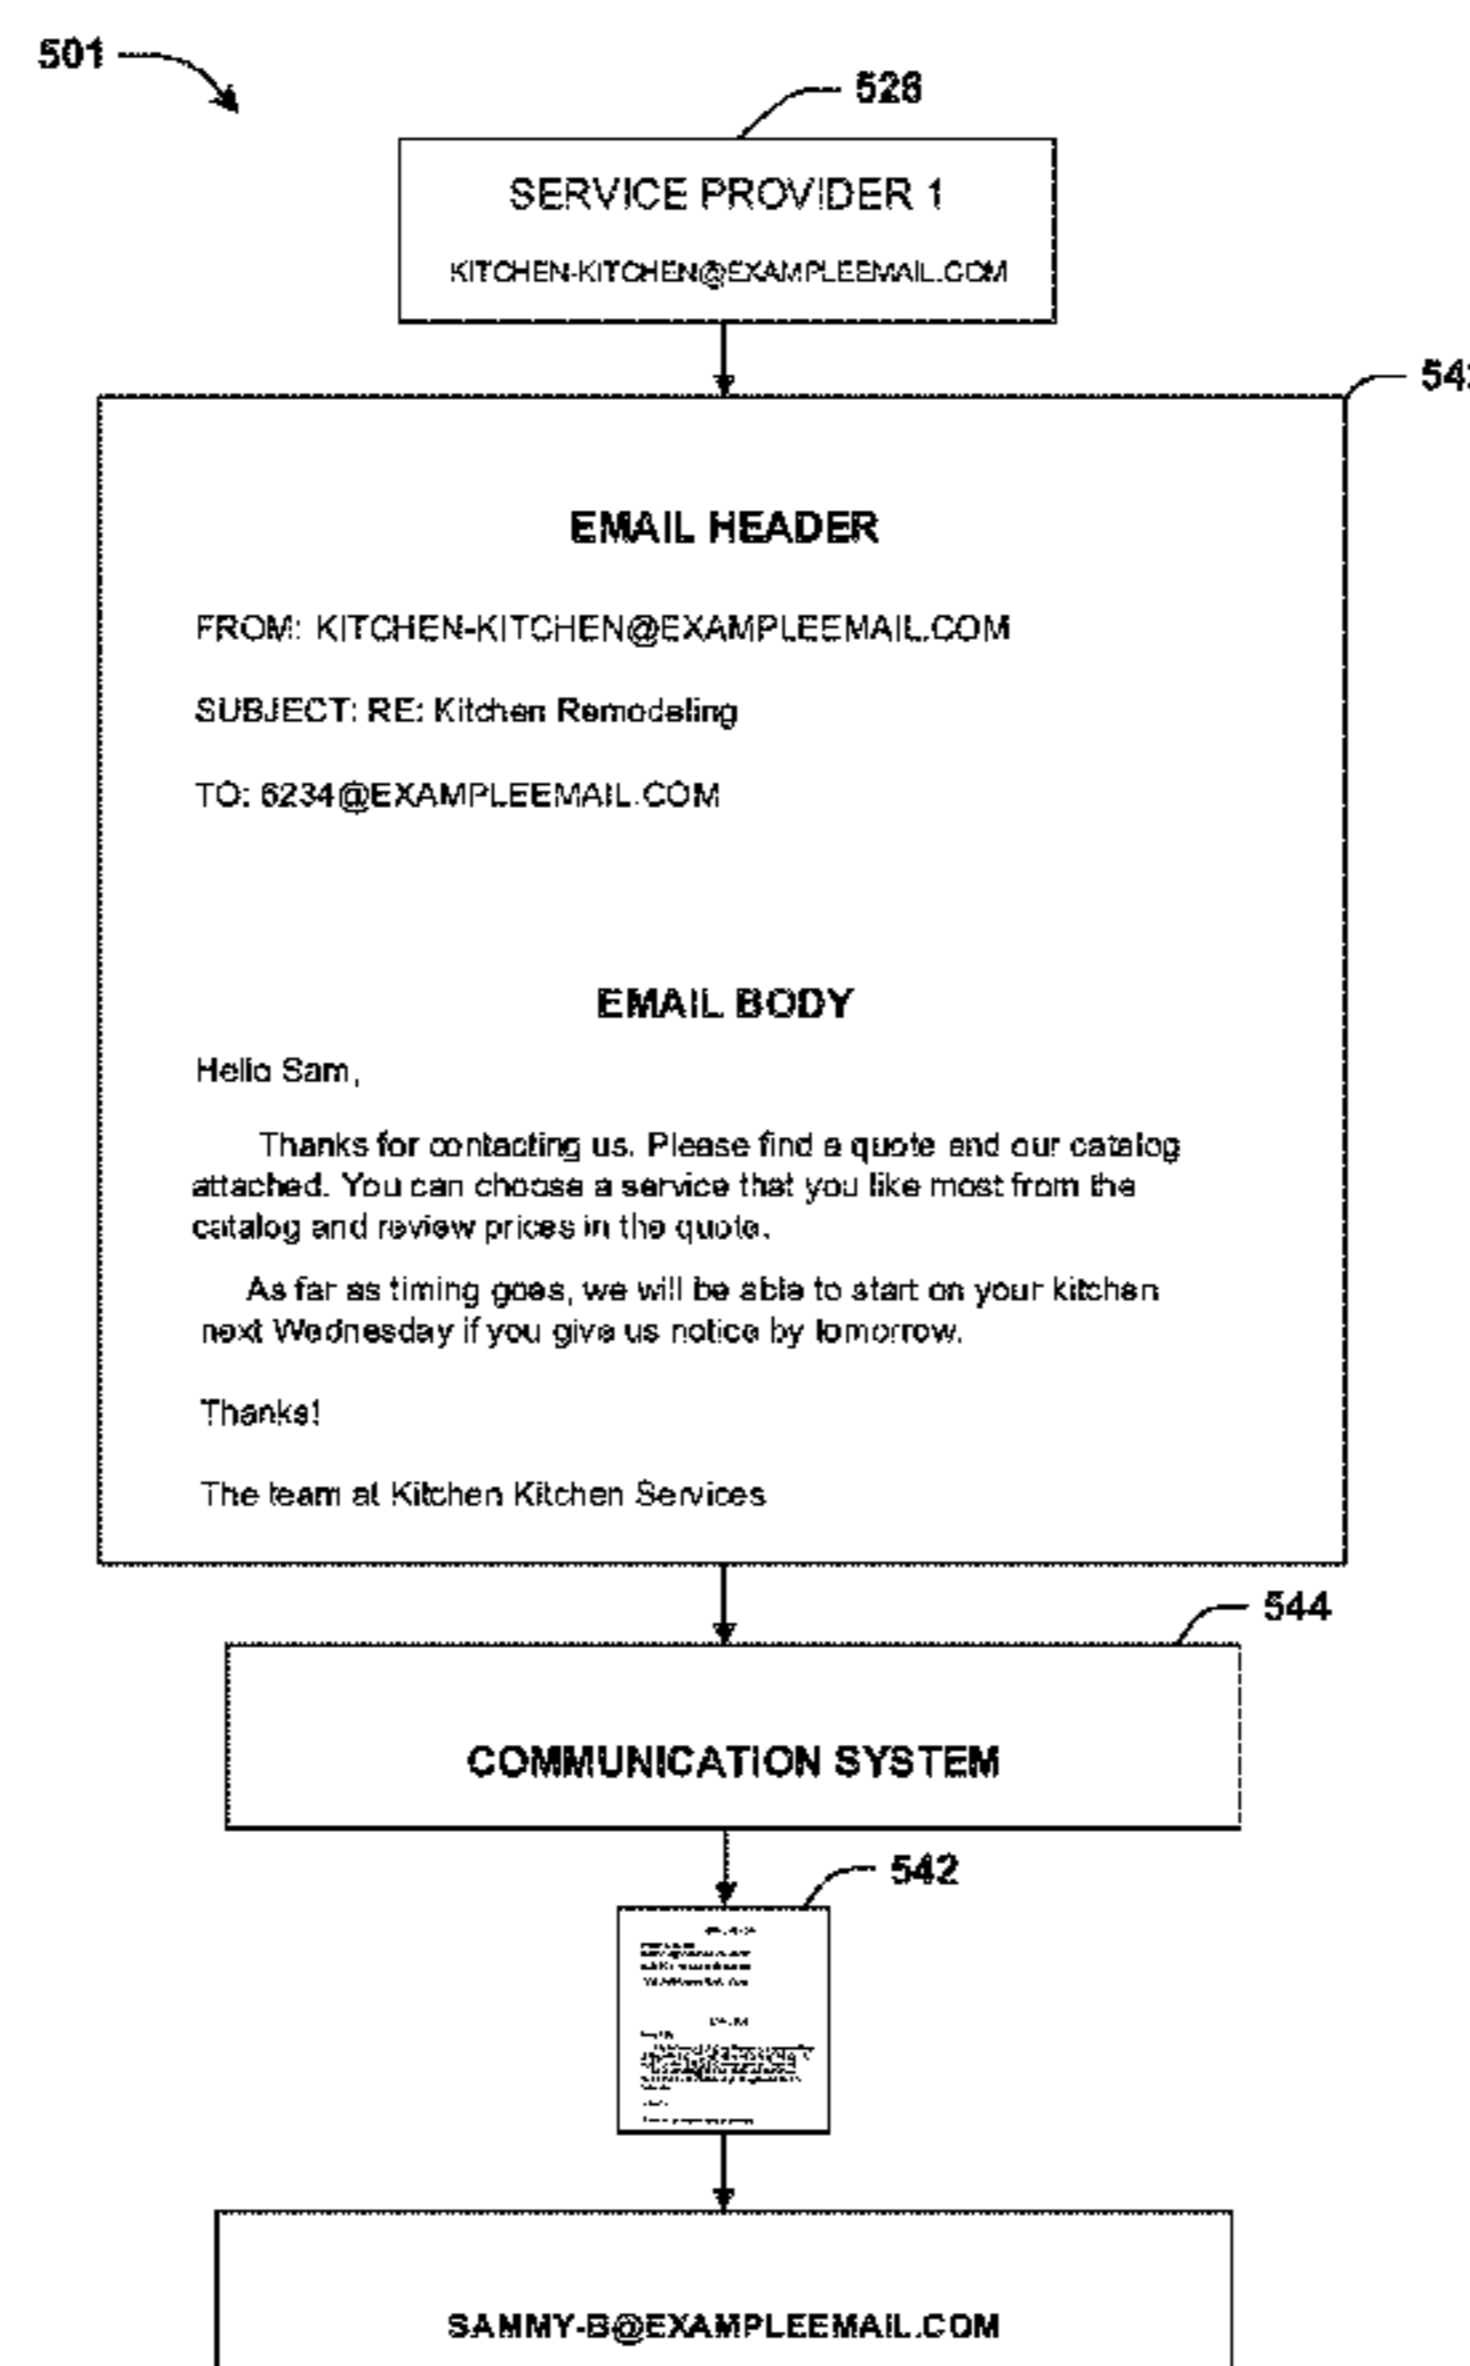 501
526
SERVICE PROVIDER 1
KITCHEN-KITCHEN@EXAMPLEEMAIL.COM
EMAIL HEADER
FROM: KITCHEN-KITCHEN@EXAMPLEEMAIL.COM
SUBJECT: RE: Kitchen Remodeling
TO: 6234@EXAMPLEEMAIL.COM
EMAIL BODY
Hello Sam,
Thanks for contacting us. Please find a quote and our catalog
attached. You can choose a service that you like most from the
catalog and review prices in the quote.
As far as timing goes, we will be able to start on your kitchen
next Wednesday if you give us notice by tomorrow.
Thanks!
The team at Kitchen Kitchen Services
544
COMMUNICATION SYSTEM
542
SAMMY-B@EXAMPLEEMAIL.COM